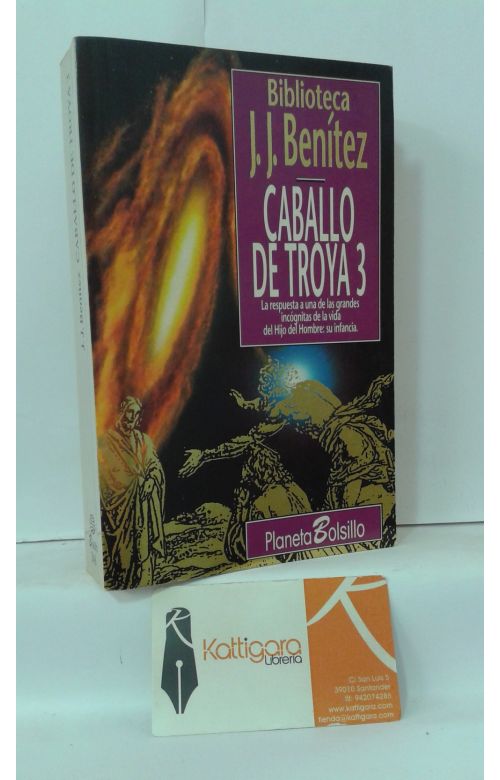 Biblioteca
J. J. Benítez
CABALLO
DE TROYA 3
La respuesta a una de las grandes
incógnitas de la vida
del Hijo del Hombre: su infancia.
Planeta Bolsillo
J. J. Benítez CABALLO DE TROYA 3
Kattigara
Librería
C/ San Luis 5
39010 Santander
tlf: 942074286
www.kattigara.com
tienda@kattigara.com